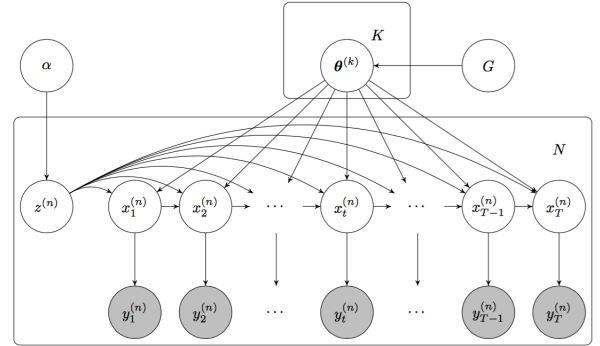 K
α θ^(k) G
N
z^(n) x_1^(n) x_2^(n) ... x_t^(n) ... x_{T-1}^(n) x_T^(n)
y_1^(n) y_2^(n) ... y_t^(n) ... y_{T-1}^(n) y_T^(n)